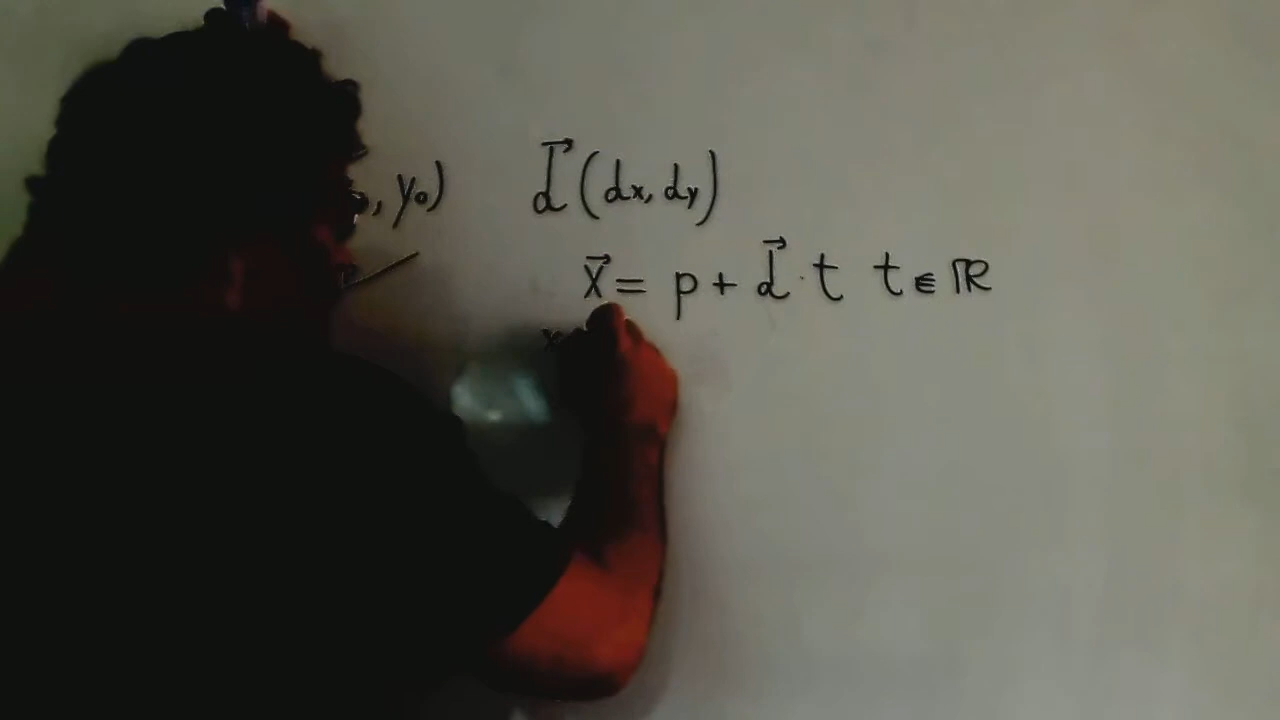 , y₀) d⃗ (dx, dy)
x⃗ = p + d⃗ · t t ∈ ℝ
x